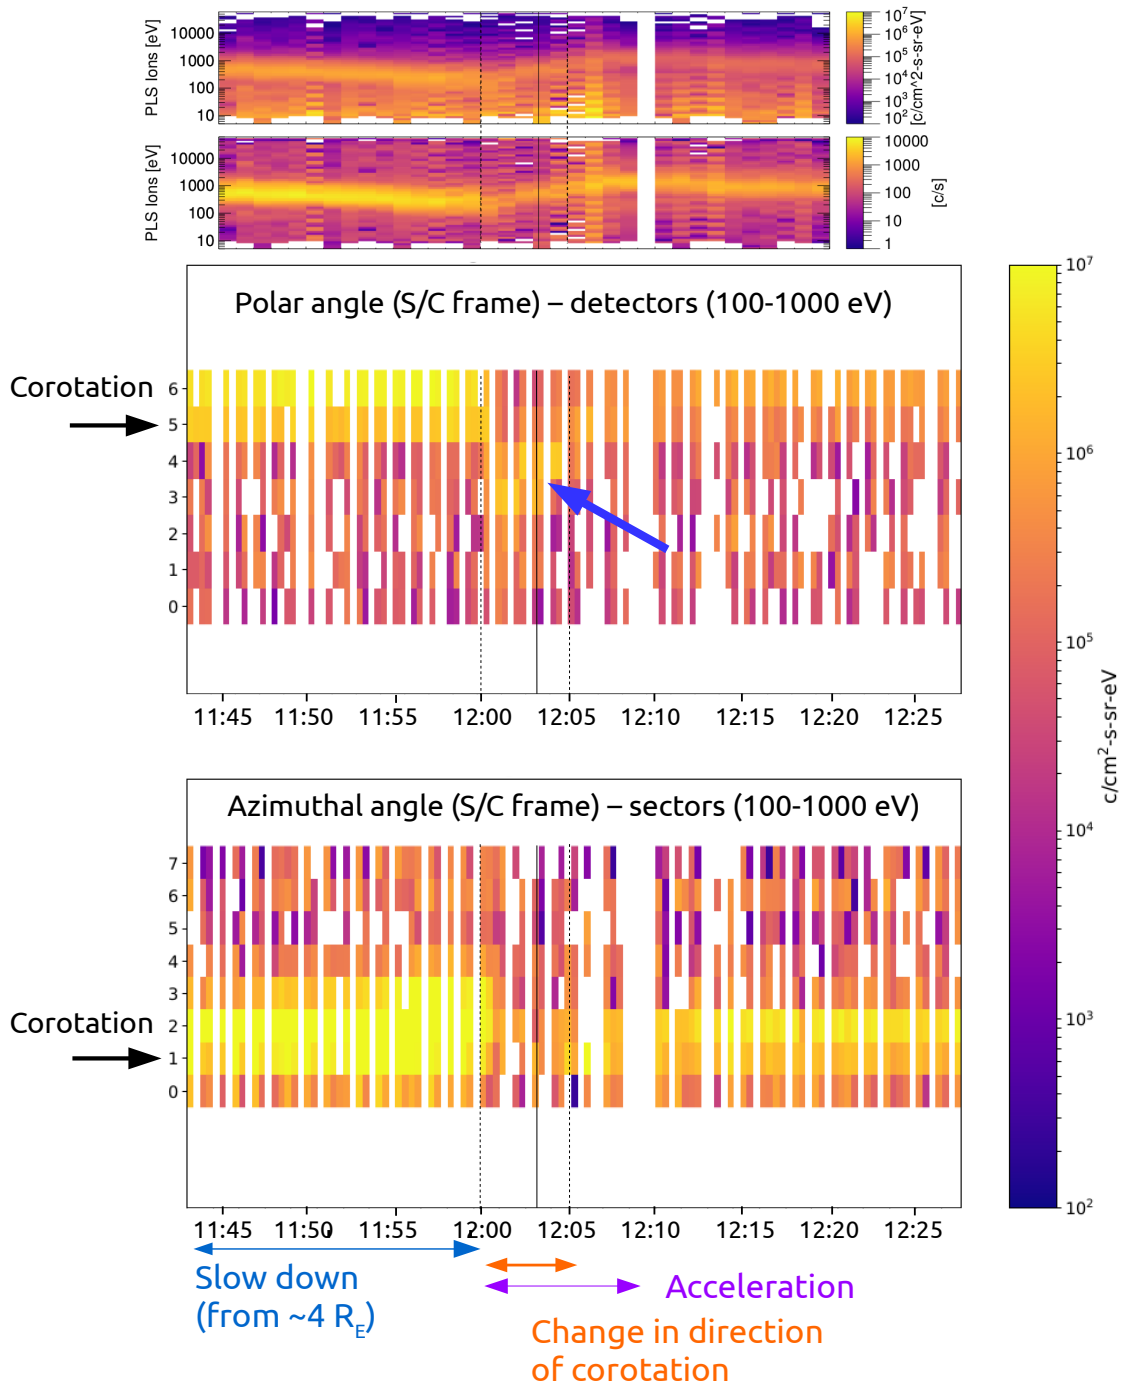 PLS Ions [eV]
10000
1000
100
10
10⁷
10⁶
10⁵
10⁴
10³
10²
[c/cm^2-s-sr-eV]
PLS Ions [eV]
10000
1000
100
10
10000
1000
100
10
1
[c/s]
Polar angle (S/C frame) – detectors (100-1000 eV)
Corotation
6
5
4
3
2
1
0
11:45 11:50 11:55 12:00 12:05 12:10 12:15 12:20 12:25
Azimuthal angle (S/C frame) – sectors (100-1000 eV)
7
6
5
4
3
2
1
0
Corotation
11:45 11:50 11:55 12:00 12:05 12:10 12:15 12:20 12:25
10⁷
10⁶
10⁵
10⁴
10³
10²
c/cm²-s-sr-eV
Slow down
(from ~4 R_E)
Acceleration
Change in direction
of corotation